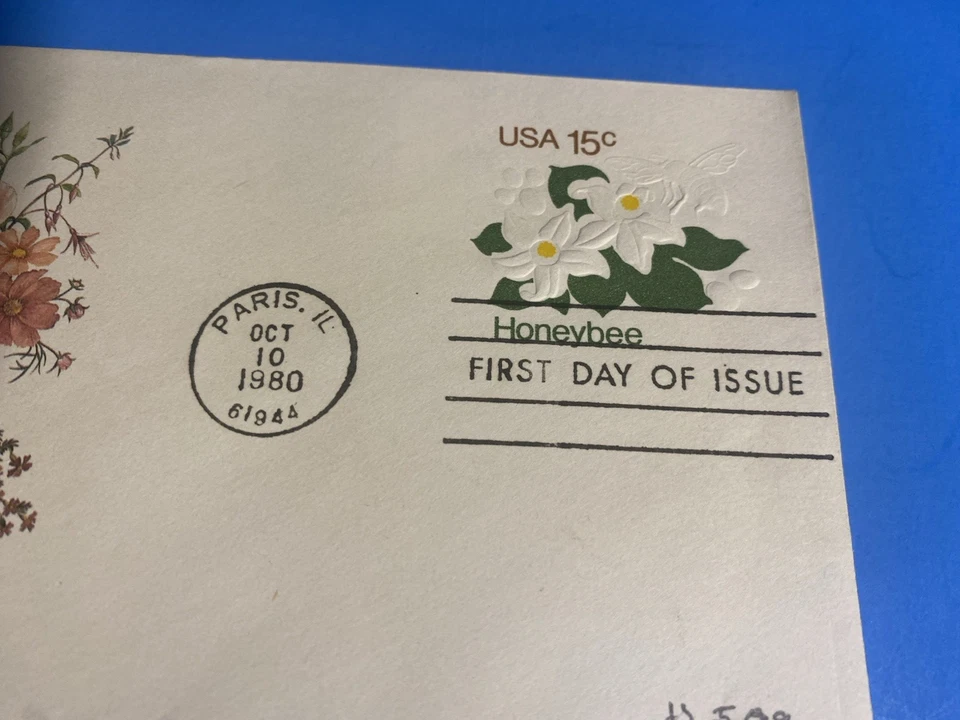 USA 15c
PARIS. IL
OCT
10
1980
61944
Honeybee
FIRST DAY OF ISSUE